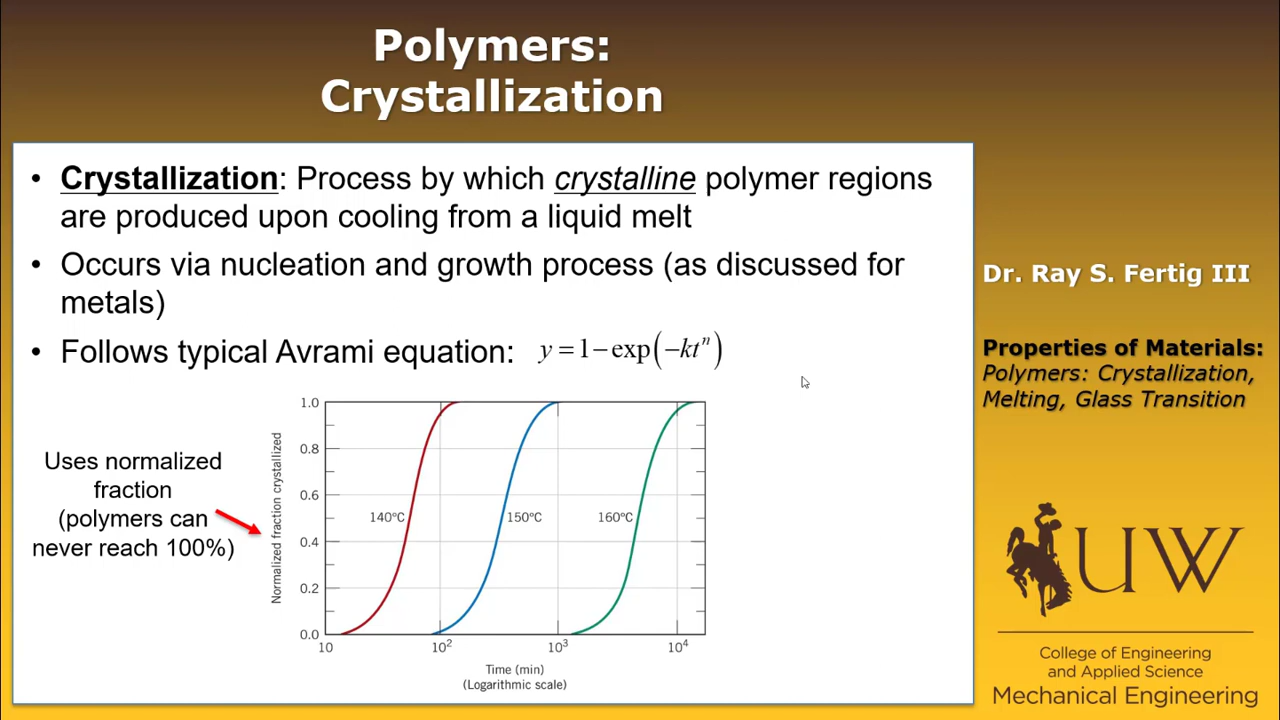 Polymers:
Crystallization
• Crystallization: Process by which crystalline polymer regions
are produced upon cooling from a liquid melt
• Occurs via nucleation and growth process (as discussed for
metals)
• Follows typical Avrami equation: y = 1 − exp(−ktⁿ)
Uses normalized
fraction
(polymers can
never reach 100%)
Normalized fraction crystallized
1.0
0.8
0.6
0.4
0.2
0.0
140°C
150°C
160°C
10
10²
10³
10⁴
Time (min)
(Logarithmic scale)
Dr. Ray S. Fertig III
Properties of Materials:
Polymers: Crystallization,
Melting, Glass Transition
UW
College of Engineering
and Applied Science
Mechanical Engineering